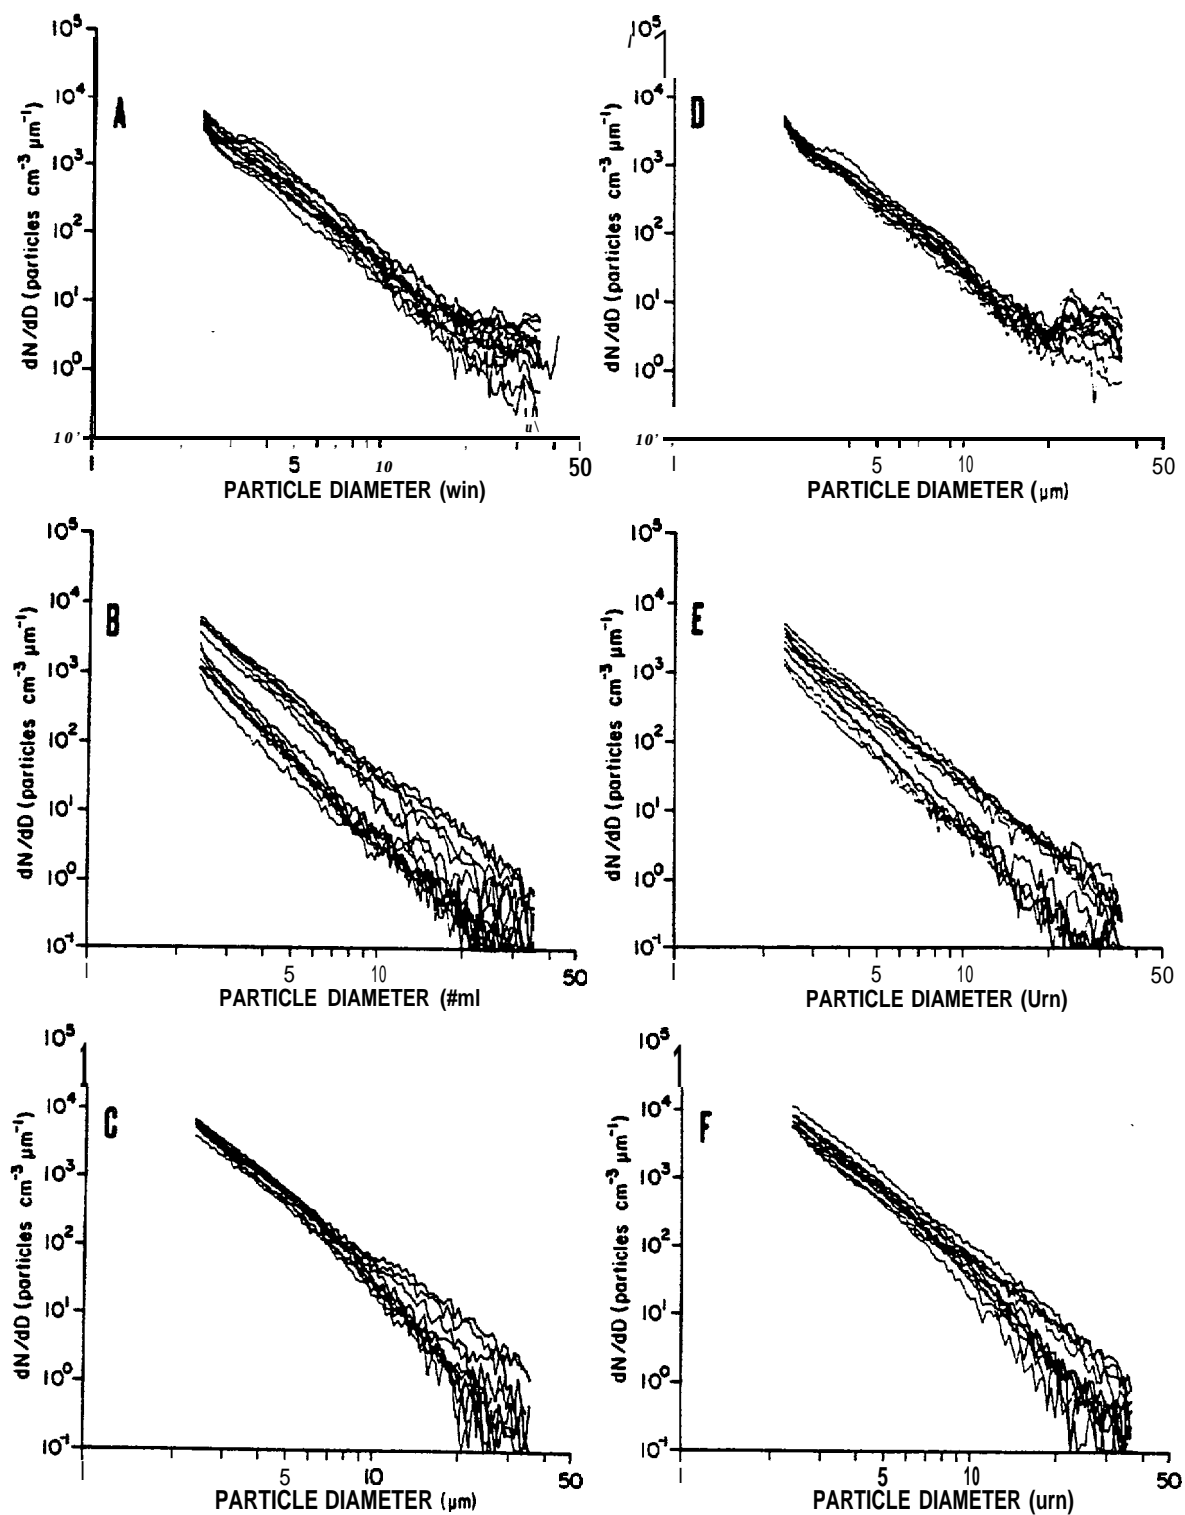 10⁵
10⁴
A
10³
10²
10¹
10⁰
10'
dN/dD (particles cm⁻³ µm⁻¹)
1 5 10 50
PARTICLE DIAMETER (win)
u\
10⁵
10⁴
D
10³
10²
10¹
10⁰
10'
dN/dD (particles cm⁻³ µm⁻¹)
1 5 10 50
PARTICLE DIAMETER (µm)
10⁵
10⁴
B
10³
10²
10¹
10⁰
10⁻¹
dN/dD (particles cm⁻³ µm⁻¹)
1 5 10 50
PARTICLE DIAMETER (#ml
10⁵
10⁴
E
10³
10²
10¹
10⁰
10⁻¹
dN/dD (particles cm⁻³ µm⁻¹)
1 5 10 50
PARTICLE DIAMETER (Urn)
10⁵
10⁴
C
10³
10²
10¹
10⁰
10⁻¹
dN/dD (particles cm⁻³ µm⁻¹)
1 5 10 50
PARTICLE DIAMETER (µm)
10⁵
10⁴
F
10³
10²
10¹
10⁰
10⁻¹
dN/dD (particles cm⁻³ µm⁻¹)
1 5 10 50
PARTICLE DIAMETER (urn)